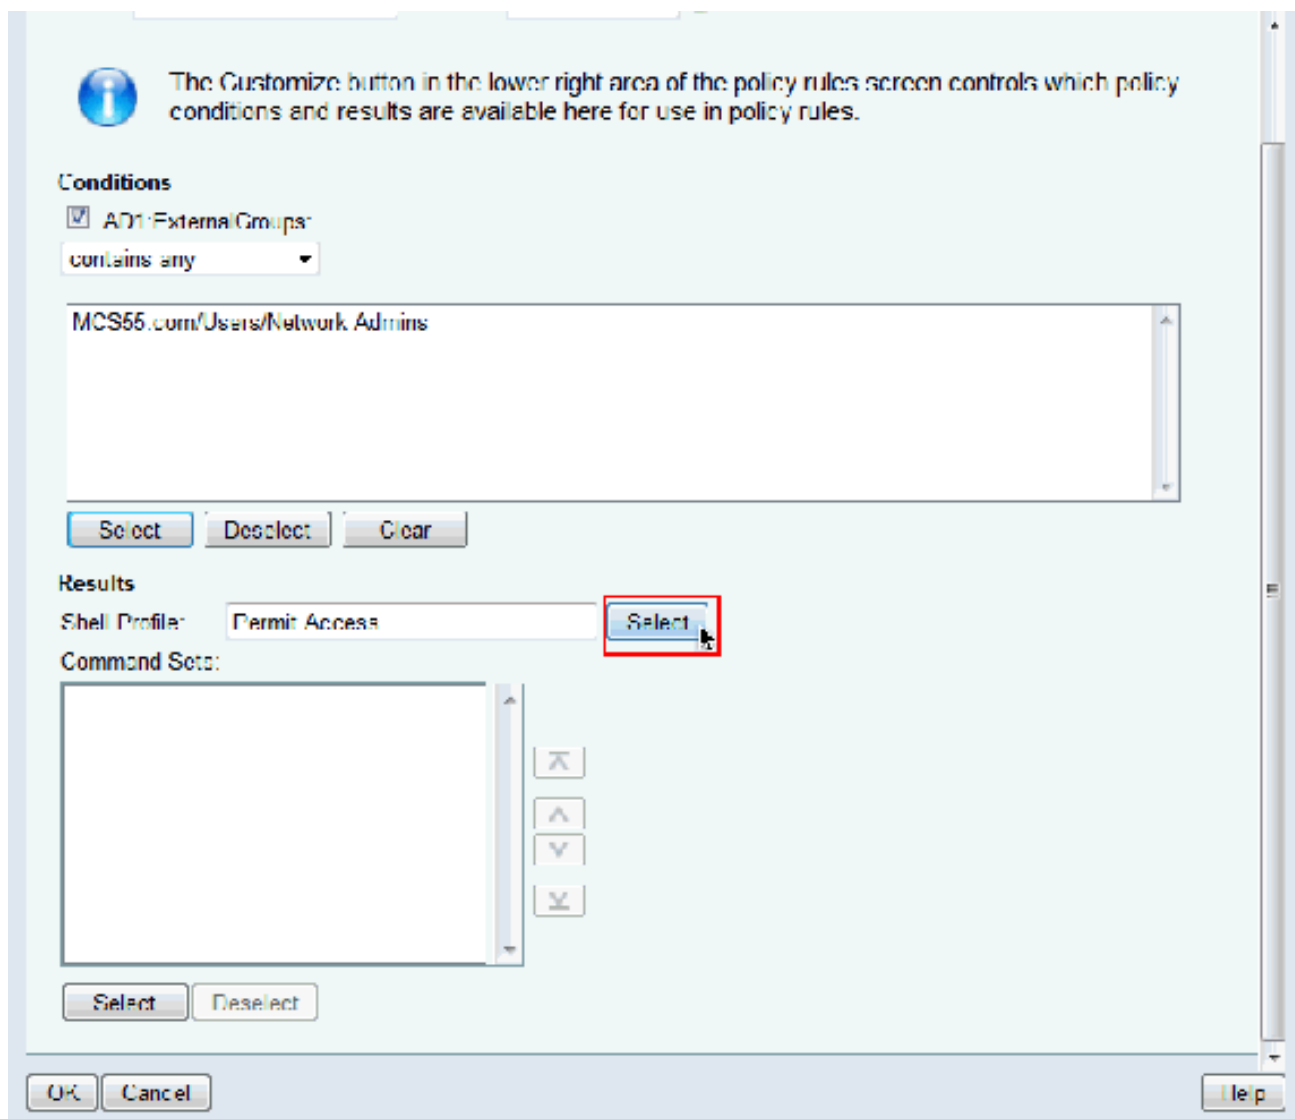 The Customize button in the lower right area of the policy rules screen controls which policy
conditions and results are available here for use in policy rules.
Conditions
AD1:ExternalGroups:
contains any
MCS55.com/Users/Network Admins
Select Deselect Clear
Results
Shell Profile: Permit Access Select
Command Sets:
Select Deselect
OK Cancel Help